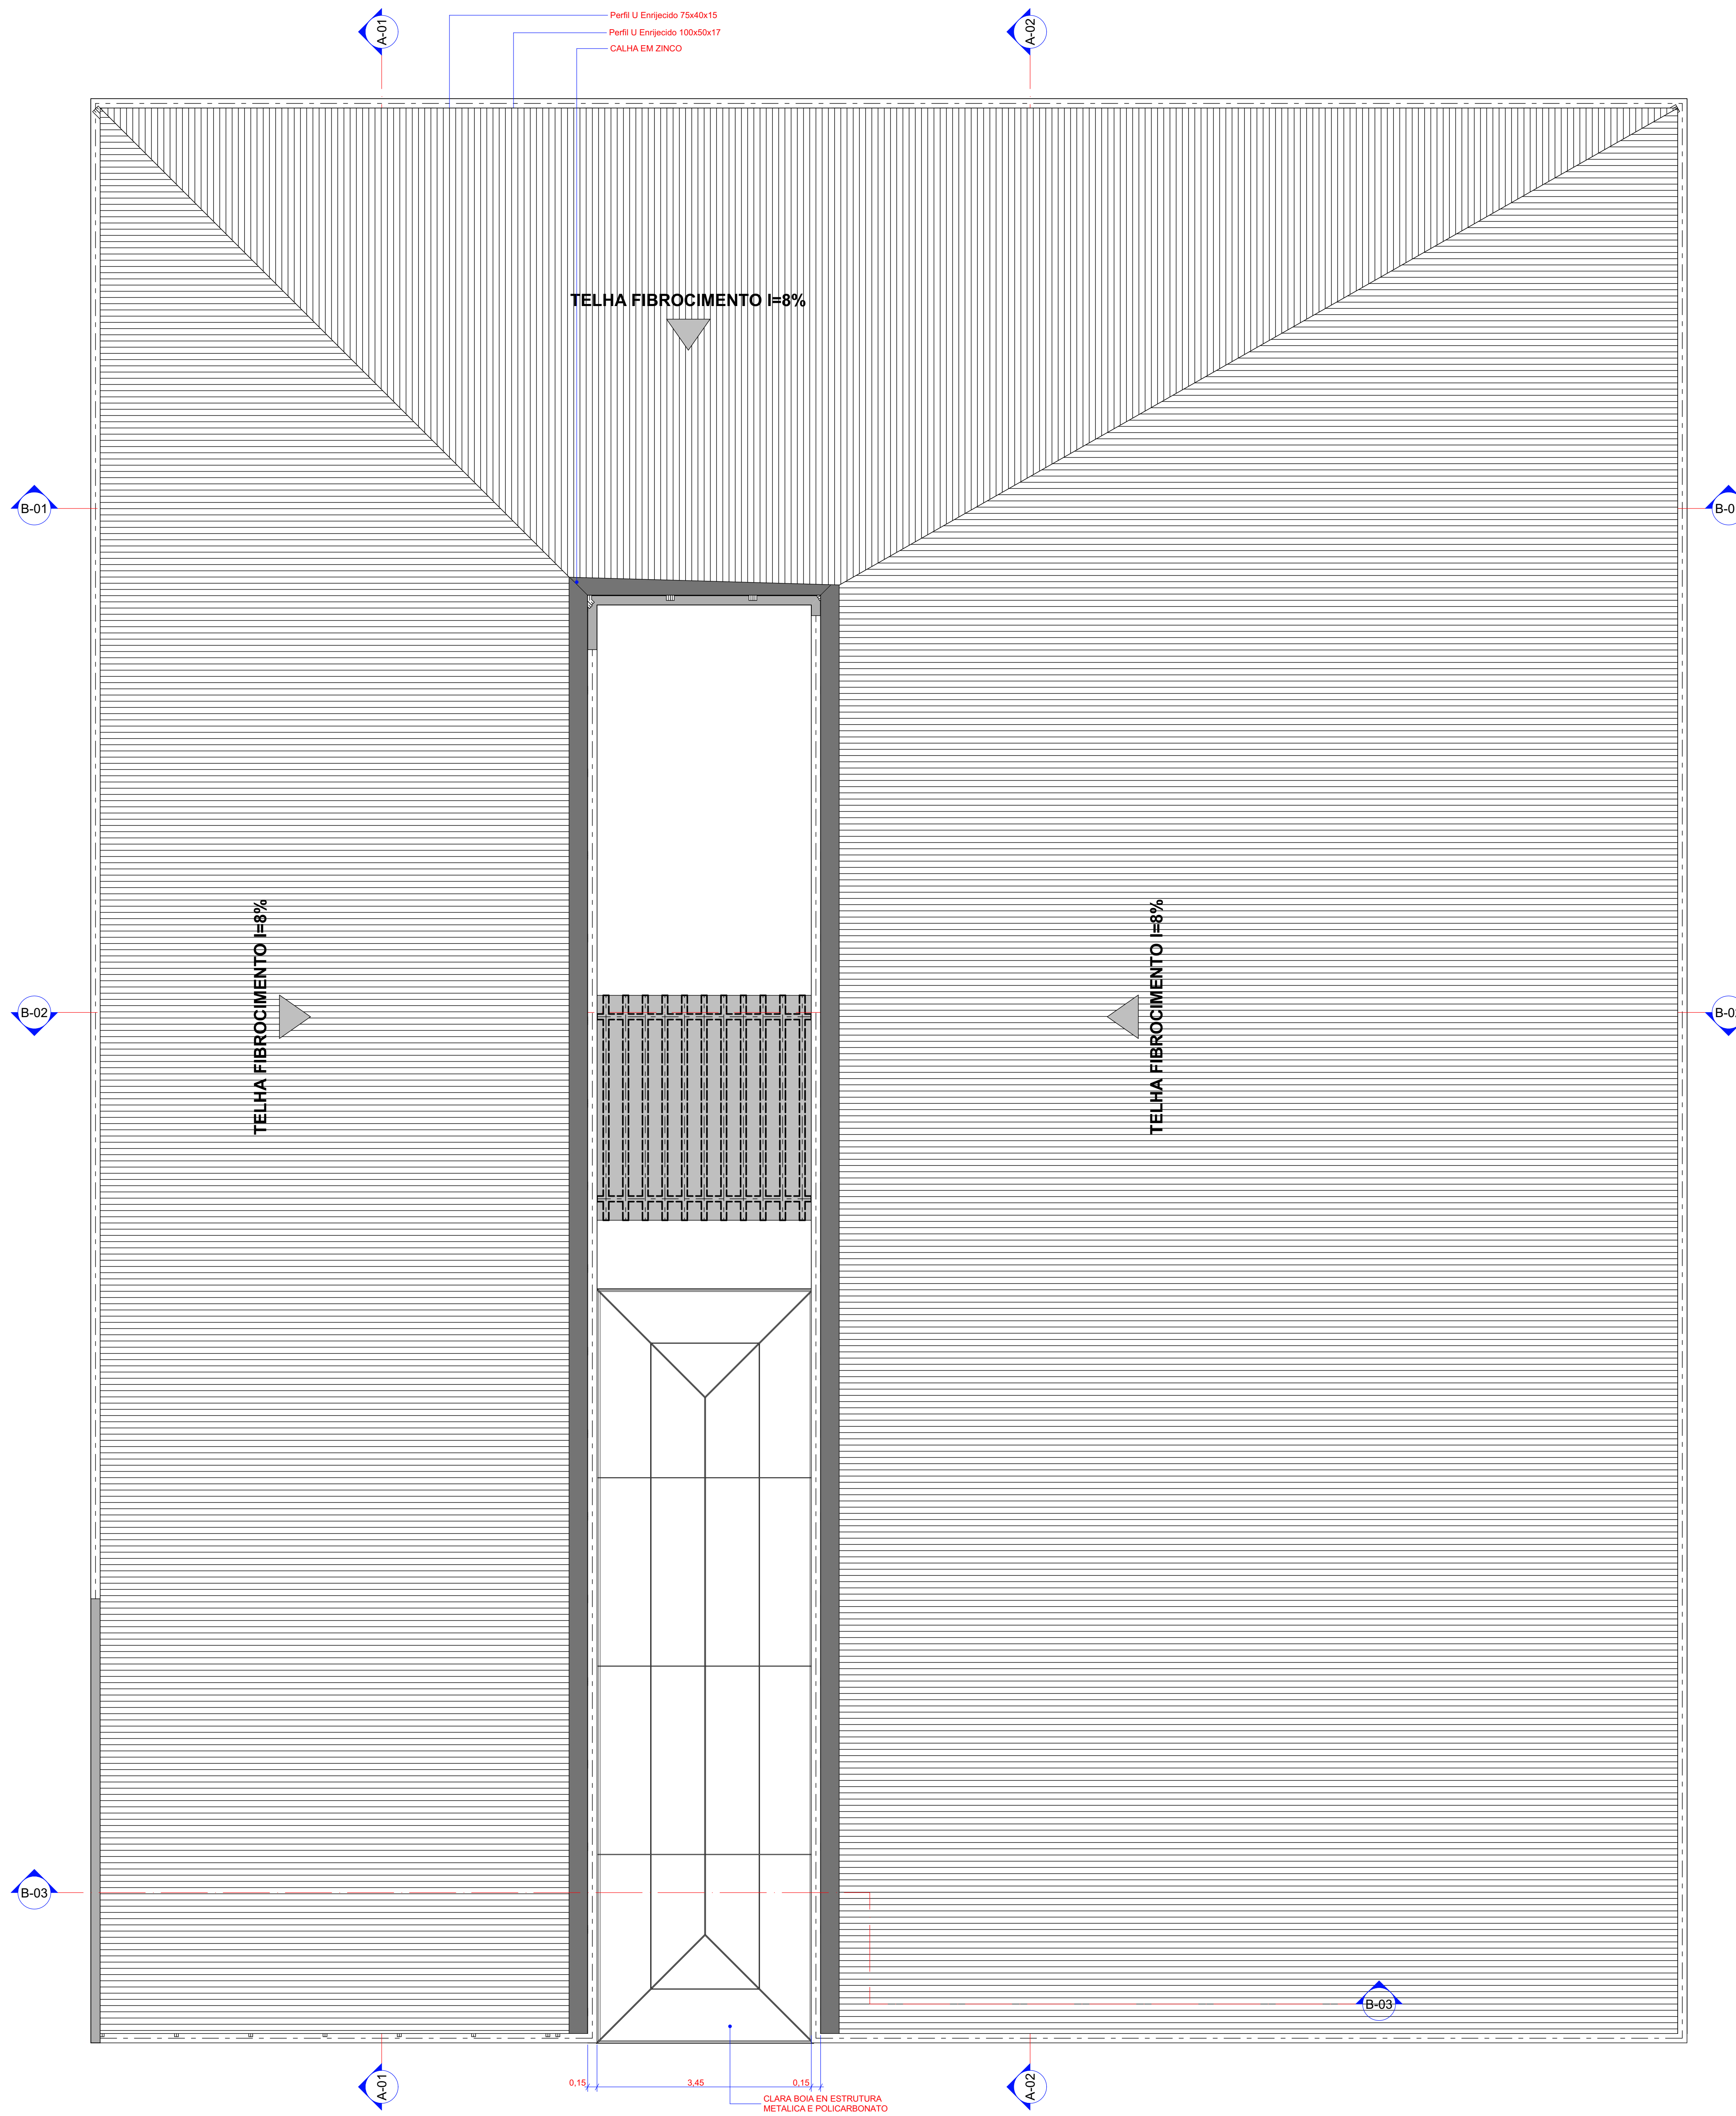 Perfil U Enrijecido 75x40x15
A-01
A-02
Perfil U Enrijecido 100x50x17
CALHA EM ZINCO
TELHA FIBROCIMENTO I=8%
B-01
B-0
TELHA FIBROCIMENTO I=8%
TELHA FIBROCIMENTO I=8%
B-02
B-0
B-03
B-03
0,15
3,45
0,15
A-01
A-02
CLARA BOIA EN ESTRUTURA
METALICA E POLICARBONATO